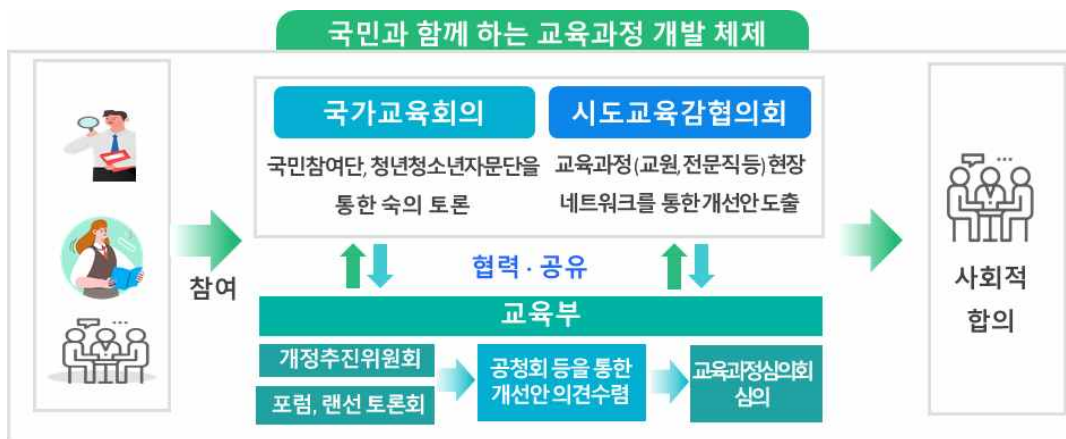 국민과 함께 하는 교육과정 개발 체제
국가교육회의
국민참여단, 청년청소년자문단을
통한 숙의 토론
시도교육감협의회
교육과정(교원,전문직등) 현장
네트워크를 통한 개선안 도출
참여
협력 · 공유
교육부
개정추진위원회
포럼, 랜선 토론회
공청회 등을 통한
개선안 의견수렴
교육과정심의회
심의
사회적
합의